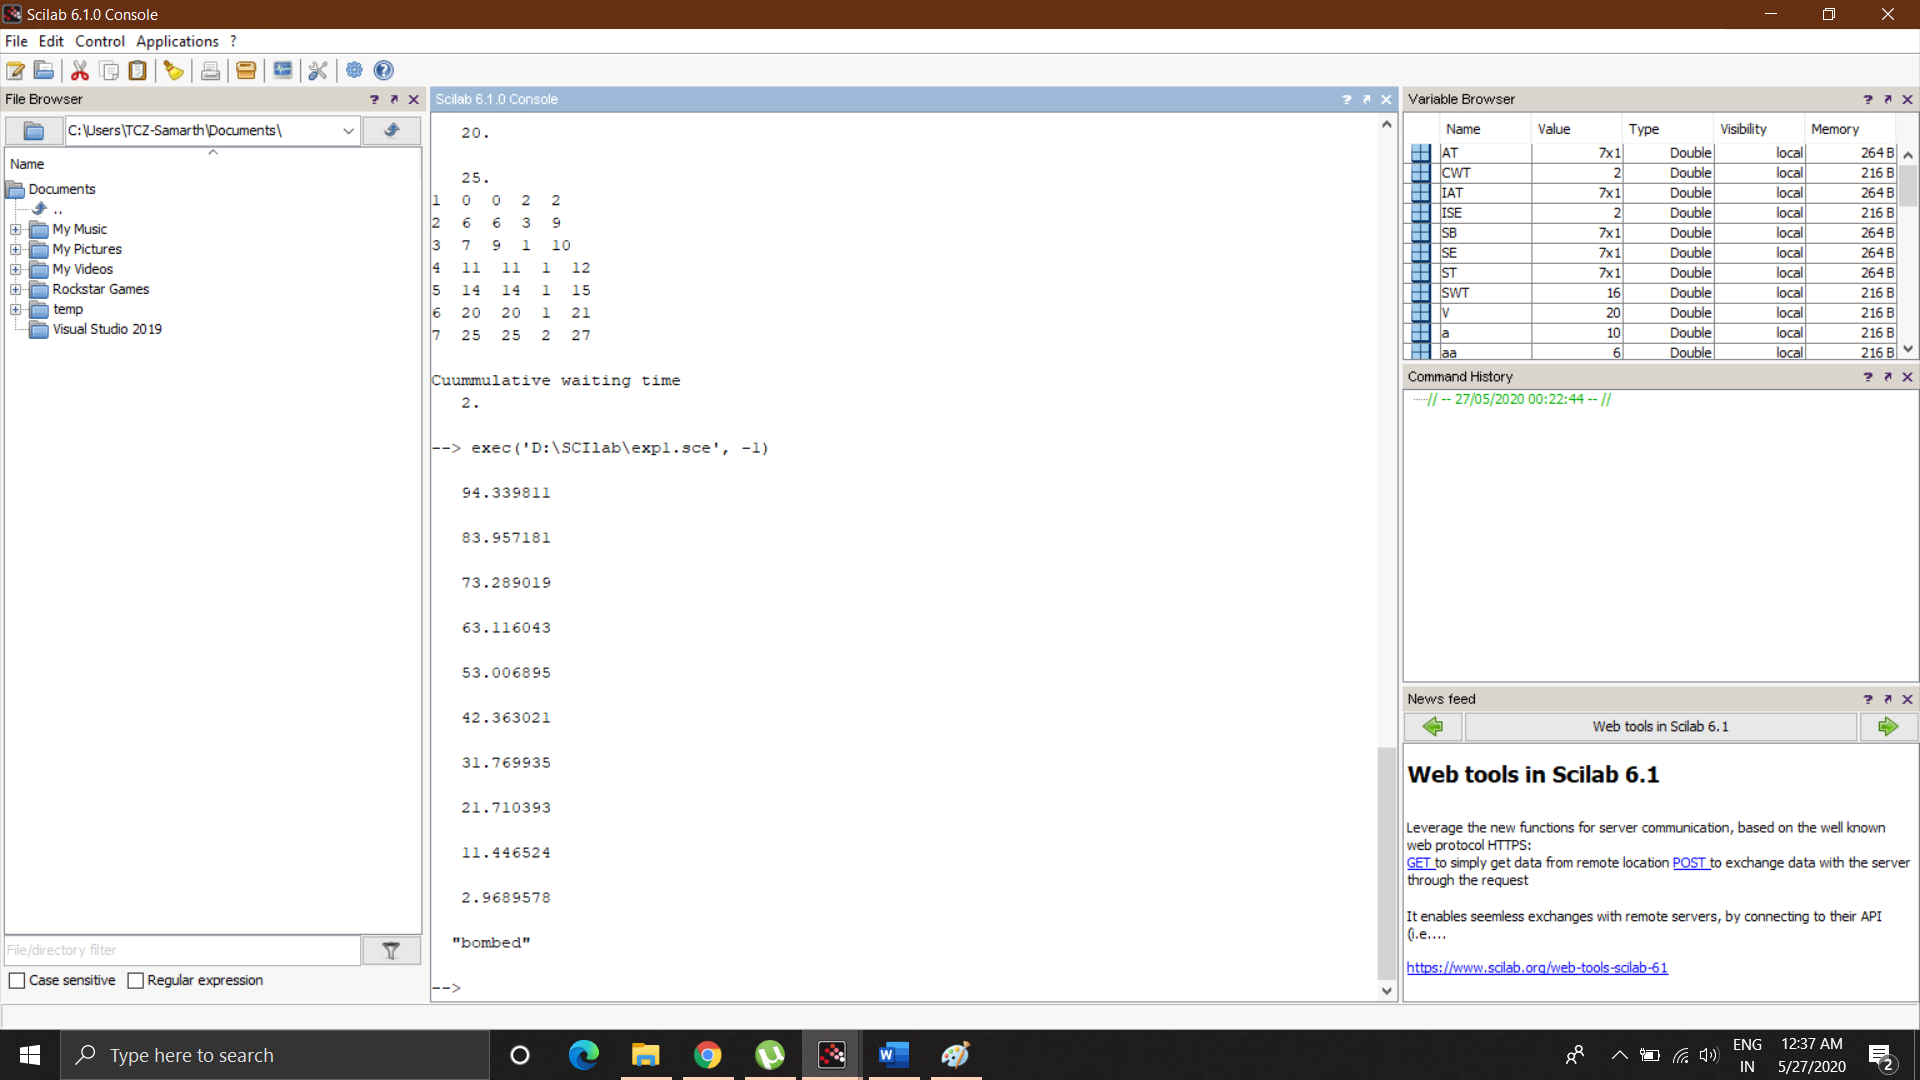 Scilab 6.1.0 Console
File Edit Control Applications ?
File Browser ?
C:\Users\TCZ-Samarth\Documents\
Name
Documents
..
My Music
My Pictures
My Videos
Rockstar Games
temp
Visual Studio 2019
File/directory filter
Case sensitive Regular expression
Scilab 6.1.0 Console ?
20.
25.
1 0 0 2 2
2 6 6 3 9
3 7 9 1 10
4 11 11 1 12
5 14 14 1 15
6 20 20 1 21
7 25 25 2 27
Cuummulative waiting time
2.
--> exec('D:\SCIlab\exp1.sce', -1)
94.339811
83.957181
73.289019
63.116043
53.006895
42.363021
31.769935
21.710393
11.446524
2.9689578
"bombed"
-->
Variable Browser ?
Name Value Type Visibility Memory
AT 7x1 Double local 264 B
CWT 2 Double local 216 B
IAT 7x1 Double local 264 B
ISE 2 Double local 216 B
SB 7x1 Double local 264 B
SE 7x1 Double local 264 B
ST 7x1 Double local 264 B
SWT 16 Double local 216 B
V 20 Double local 216 B
a 10 Double local 216 B
aa 6 Double local 216 B
Command History ?
// -- 27/05/2020 00:22:44 -- //
News feed ?
Web tools in Scilab 6.1
Web tools in Scilab 6.1
Leverage the new functions for server communication, based on the well known
web protocol HTTPS:
GET to simply get data from remote location POST to exchange data with the server
through the request
It enables seemless exchanges with remote servers, by connecting to their API
(i.e....
https://www.scilab.org/web-tools-scilab-61
Type here to search
ENG
IN
12:37 AM
5/27/2020
2